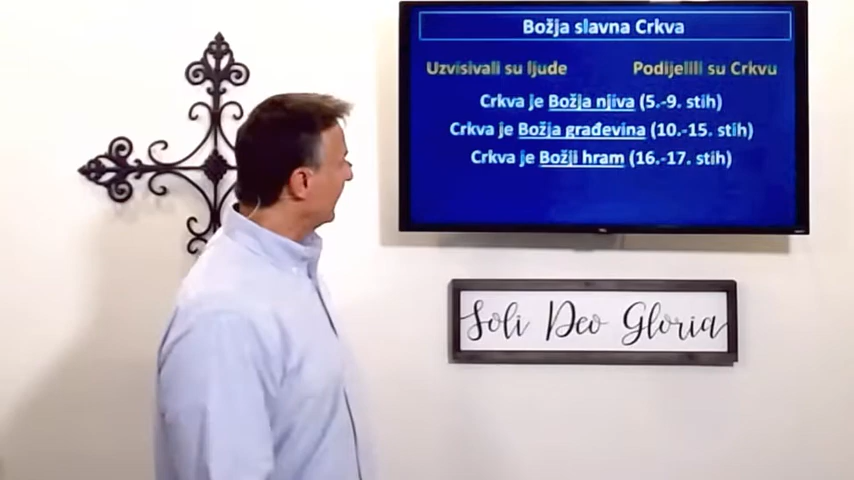 Božja slavna Crkva
Uzvisivali su ljude Podijelili su Crkvu
Crkva je Božja njiva (5.-9. stih)
Crkva je Božja građevina (10.-15. stih)
Crkva je Božji hram (16.-17. stih)
Soli Deo Gloria